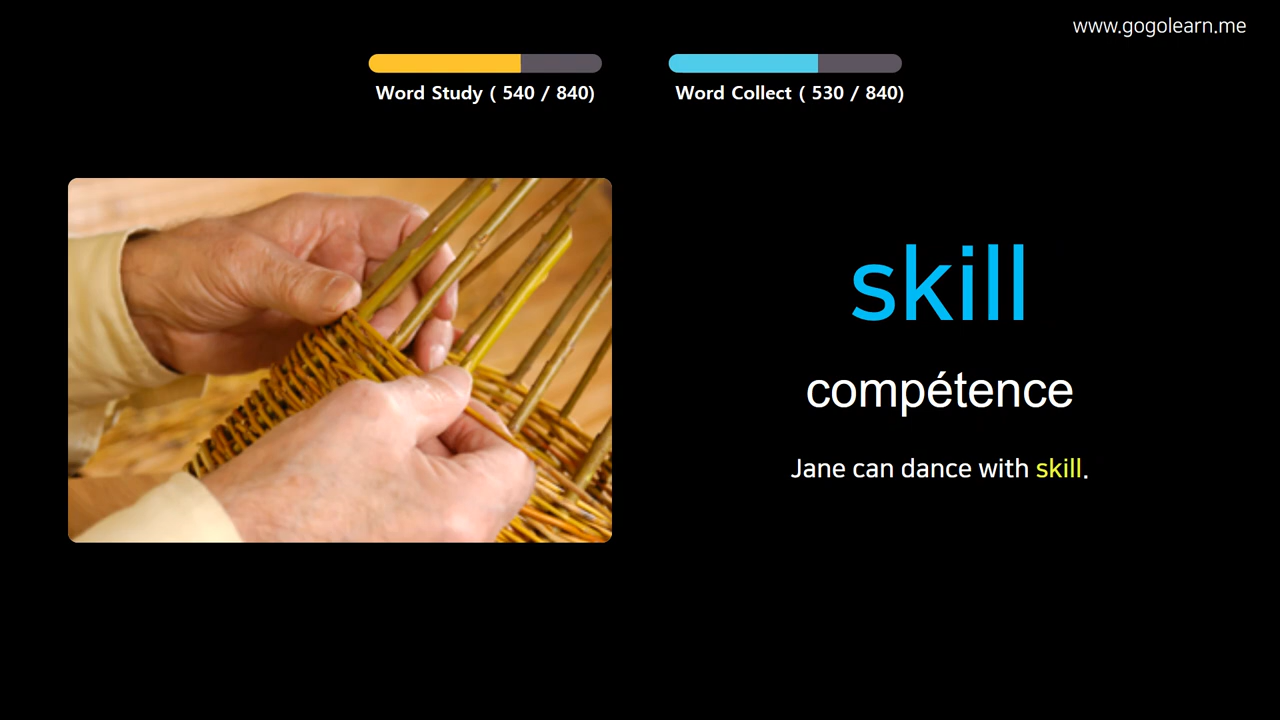 www.gogolearn.me
Word Study ( 540 / 840)
Word Collect ( 530 / 840)
skill
compétence
Jane can dance with skill.